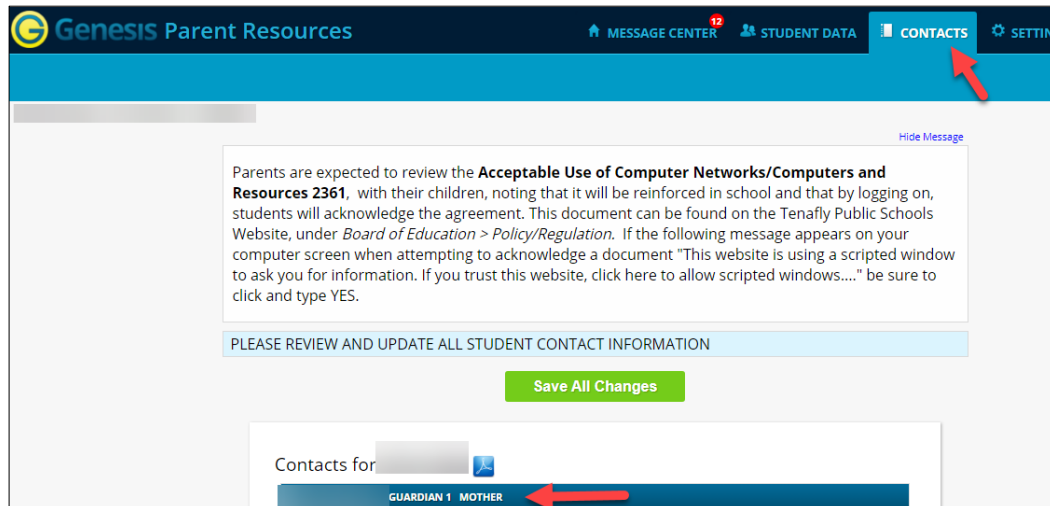 Genesis Parent Resources
MESSAGE CENTER 12 STUDENT DATA CONTACTS SETTIN
Hide Message
Parents are expected to review the Acceptable Use of Computer Networks/Computers and
Resources 2361, with their children, noting that it will be reinforced in school and that by logging on,
students will acknowledge the agreement. This document can be found on the Tenafly Public Schools
Website, under Board of Education > Policy/Regulation. If the following message appears on your
computer screen when attempting to acknowledge a document "This website is using a scripted window
to ask you for information. If you trust this website, click here to allow scripted windows...." be sure to
click and type YES.
PLEASE REVIEW AND UPDATE ALL STUDENT CONTACT INFORMATION
Save All Changes
Contacts for
GUARDIAN 1 MOTHER